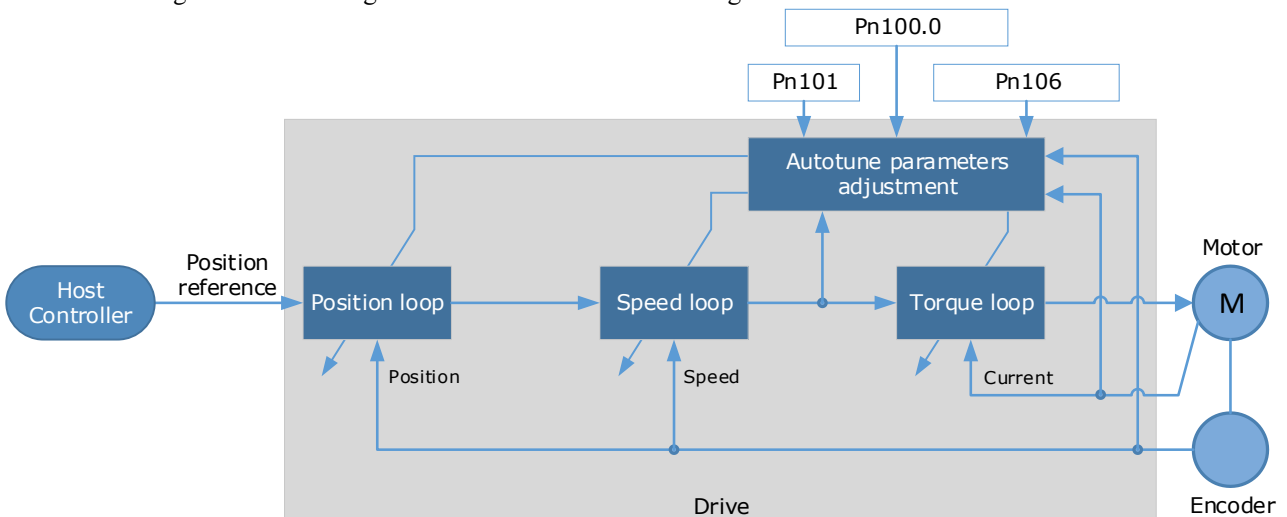 Pn100.0
Pn101
Pn106
Autotune parameters
adjustment
Motor
Position
reference
Host
Controller
Position loop
Speed loop
Torque loop
M
Position
Speed
Current
Drive
Encoder